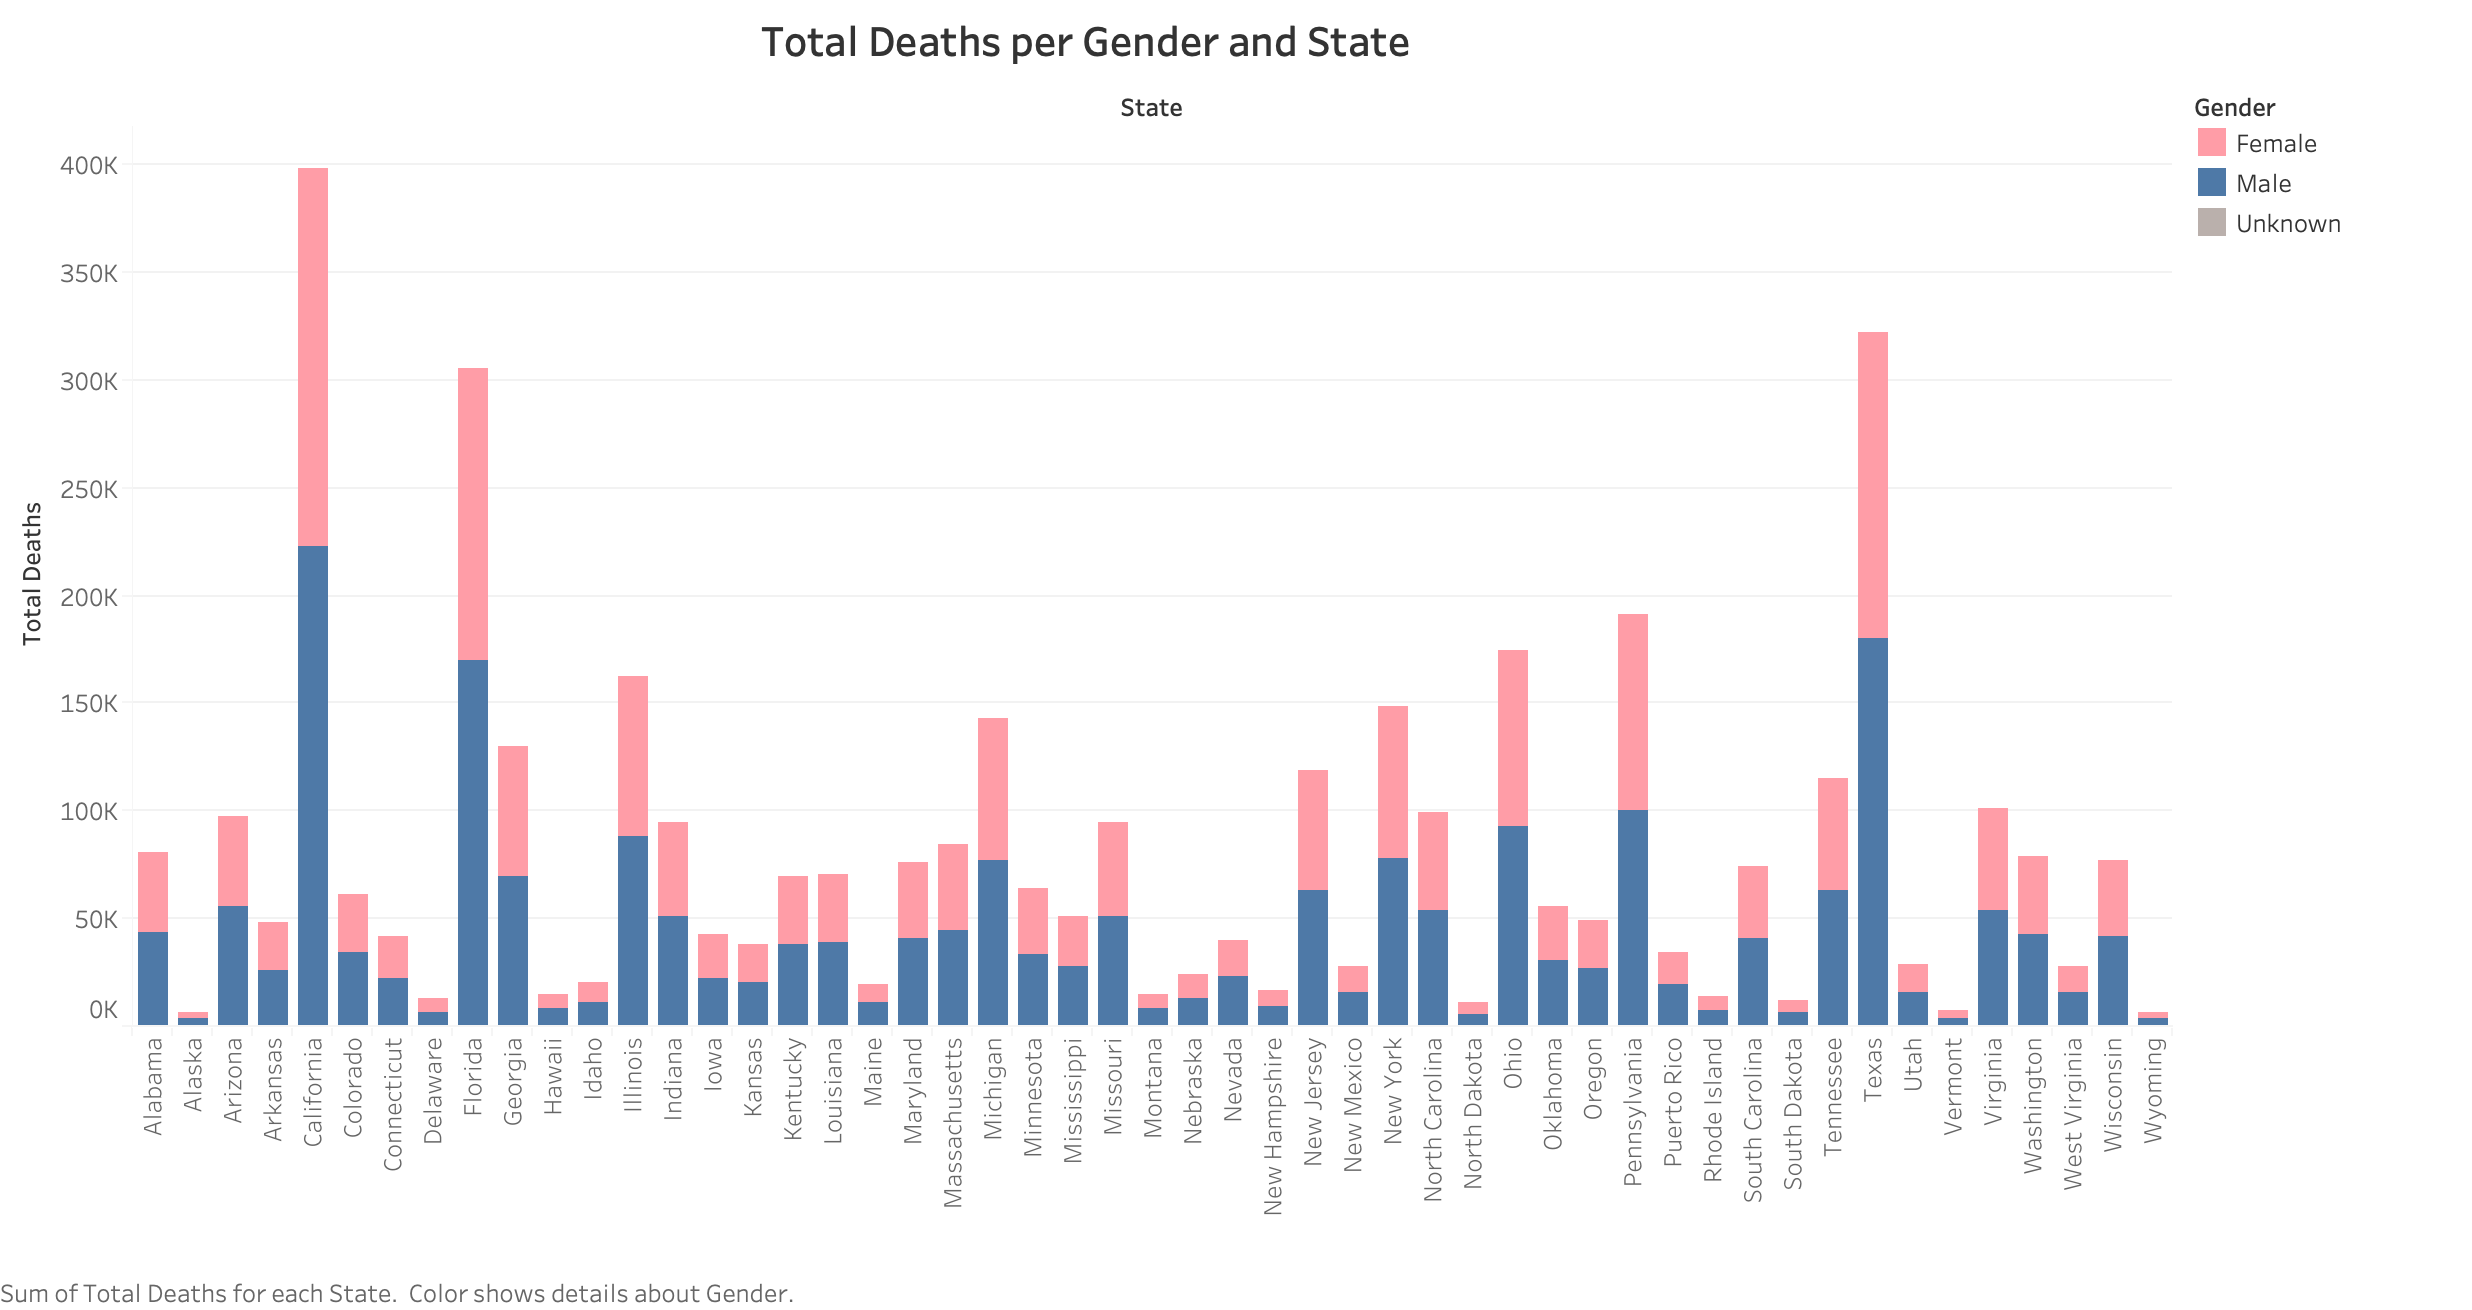 Total Deaths per Gender and State
State
Gender
Female
Male
Unknown
Total Deaths
400K
350K
300K
250K
200K
150K
100K
50K
0K
Alabama
Alaska
Arizona
Arkansas
California
Colorado
Connecticut
Delaware
Florida
Georgia
Hawaii
Idaho
Illinois
Indiana
Iowa
Kansas
Kentucky
Louisiana
Maine
Maryland
Massachusetts
Michigan
Minnesota
Mississippi
Missouri
Montana
Nebraska
Nevada
New Hampshire
New Jersey
New Mexico
New York
North Carolina
North Dakota
Ohio
Oklahoma
Oregon
Pennsylvania
Puerto Rico
Rhode Island
South Carolina
South Dakota
Tennessee
Texas
Utah
Vermont
Virginia
Washington
West Virginia
Wisconsin
Wyoming
Sum of Total Deaths for each State.  Color shows details about Gender.